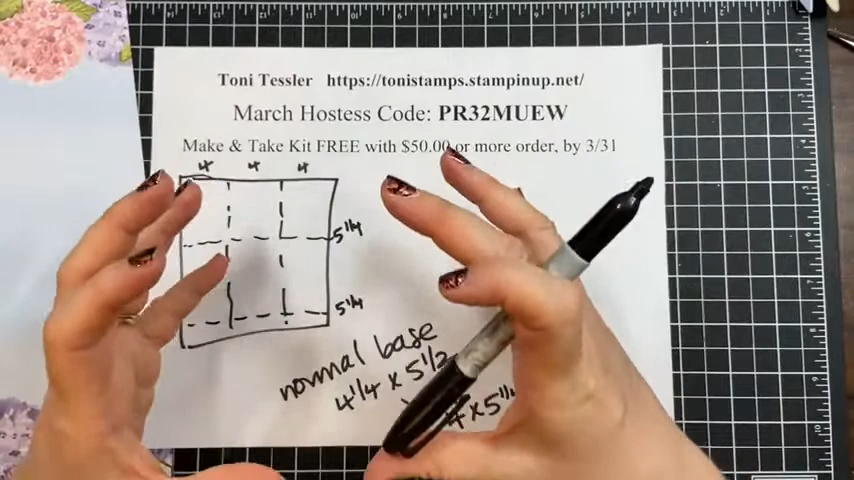 Toni Tessler https://tonistamps.stampinup.net/
March Hostess Code: PR32MUEW
Make & Take Kit FREE with $50.00 or more order, by 3/31
4 4 4
5 1/4
5 1/4
normal base
4 1/4 x 5 1/2
4 x 5 1/4